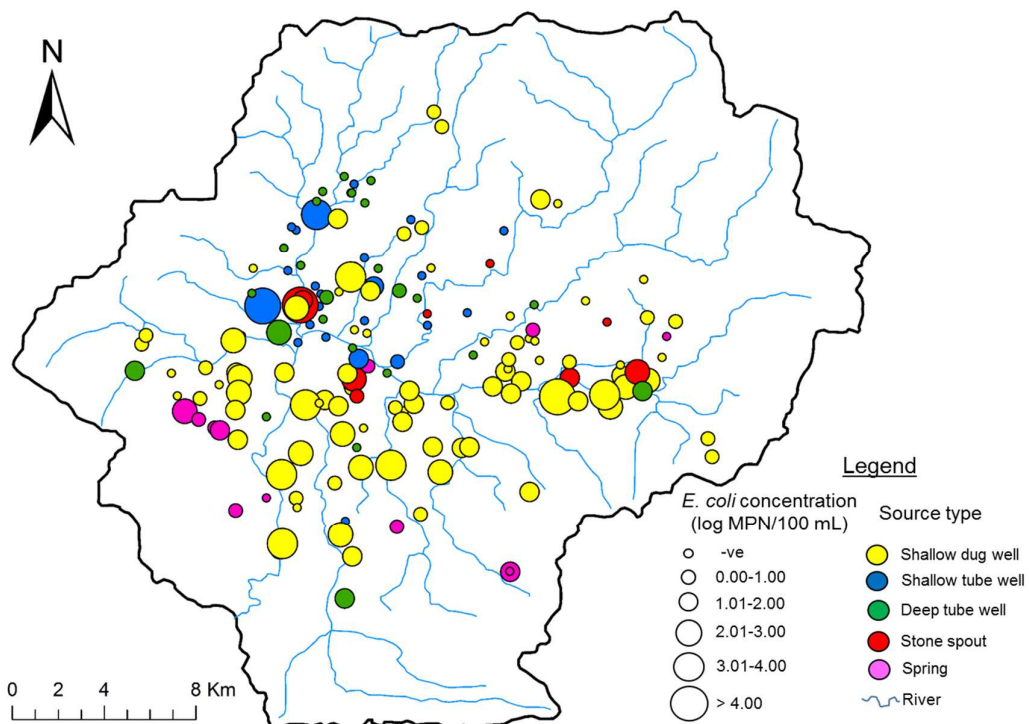 N
Legend
E. coli concentration
(log MPN/100 mL)
-ve
0.00-1.00
1.01-2.00
2.01-3.00
3.01-4.00
> 4.00
Source type
Shallow dug well
Shallow tube well
Deep tube well
Stone spout
Spring
River
0 2 4 8 Km